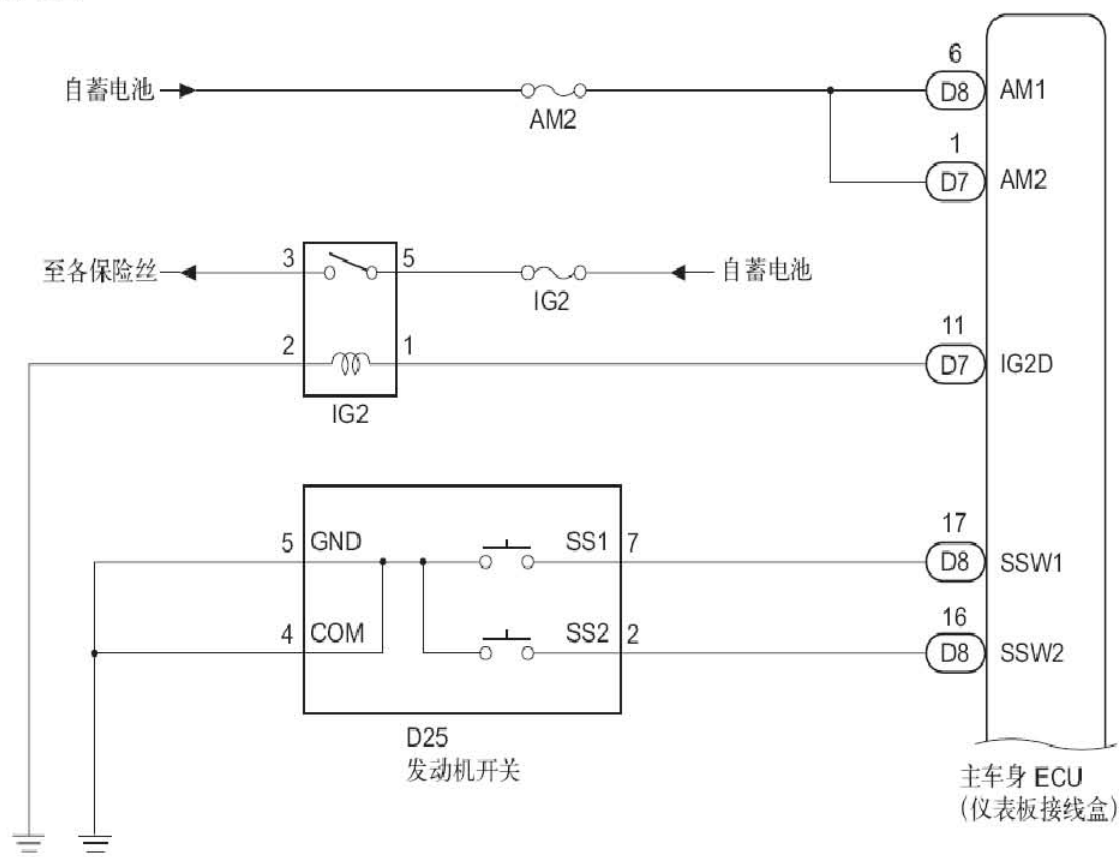 6
自蓄电池
D8
AM1
AM2
1
D7
AM2
3
5
至各保险丝
自蓄电池
IG2
11
2
1
D7
IG2D
IG2
17
5
GND
SS1
7
D8
SSW1
16
4
COM
SS2
2
D8
SSW2
D25
发动机开关
主车身 ECU
(仪表板接线盒)